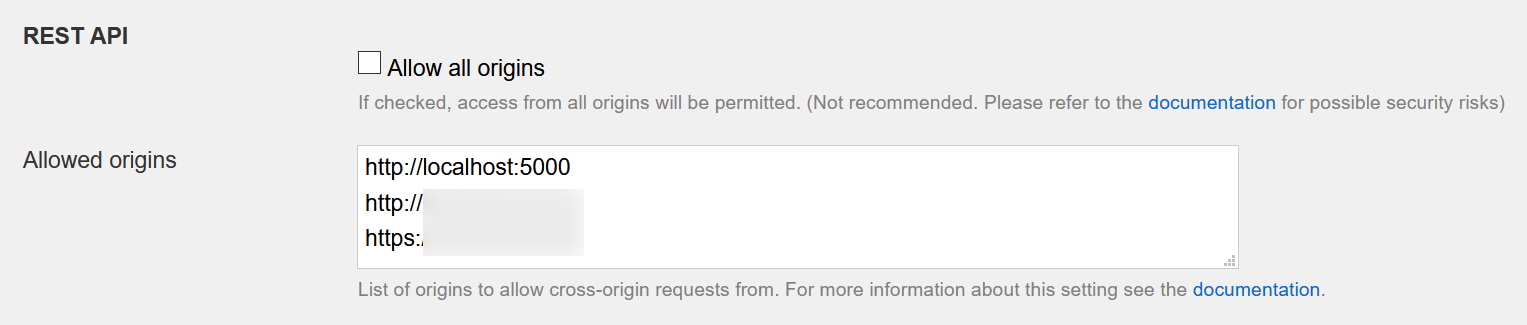 REST API
Allow all origins
If checked, access from all origins will be permitted. (Not recommended. Please refer to the documentation for possible security risks)
Allowed origins
http://localhost:5000
http://
https:/
List of origins to allow cross-origin requests from. For more information about this setting see the documentation.